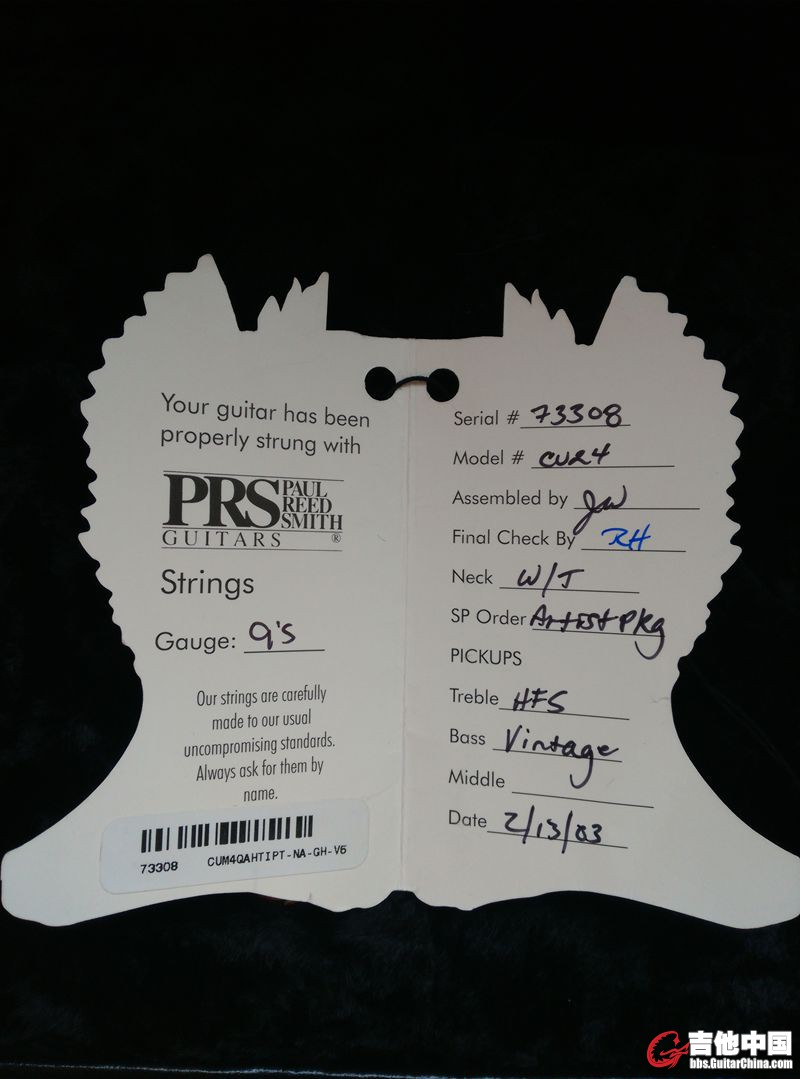 Your guitar has been
properly strung with
PRS PAUL REED SMITH
GUITARS ®
Strings
Gauge: 9's
Our strings are carefully
made to our usual
uncompromising standards.
Always ask for them by
name.
73308 CUM4QAHTIPT-NA-GH-V6
Serial # 73308
Model # CU24
Assembled by JW
Final Check By RH
Neck W/T
SP Order Artist Pkg
PICKUPS
Treble HFS
Bass Vintage
Middle
Date 2/13/03
吉他中国
bbs.GuitarChina.com